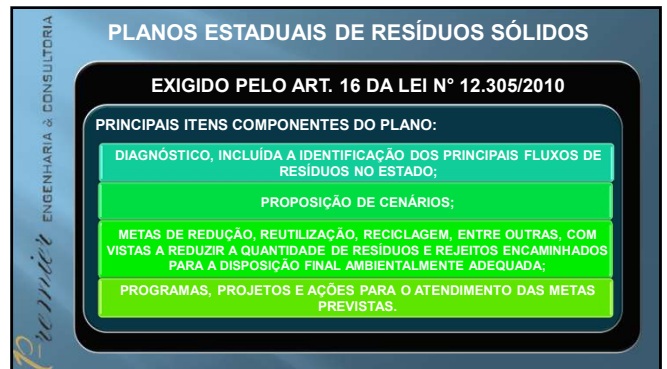 PLANOS ESTADUAIS DE RESÍDUOS SÓLIDOS
EXIGIDO PELO ART. 16 DA LEI N° 12.305/2010
PRINCIPAIS ITENS COMPONENTES DO PLANO:
DIAGNÓSTICO, INCLUÍDA A IDENTIFICAÇÃO DOS PRINCIPAIS FLUXOS DE
RESÍDUOS NO ESTADO;
PROPOSIÇÃO DE CENÁRIOS;
METAS DE REDUÇÃO, REUTILIZAÇÃO, RECICLAGEM, ENTRE OUTRAS, COM
VISTAS A REDUZIR A QUANTIDADE DE RESÍDUOS E REJEITOS ENCAMINHADOS
PARA A DISPOSIÇÃO FINAL AMBIENTALMENTE ADEQUADA;
PROGRAMAS, PROJETOS E AÇÕES PARA O ATENDIMENTO DAS METAS
PREVISTAS.
Premier ENGENHARIA & CONSULTORIA